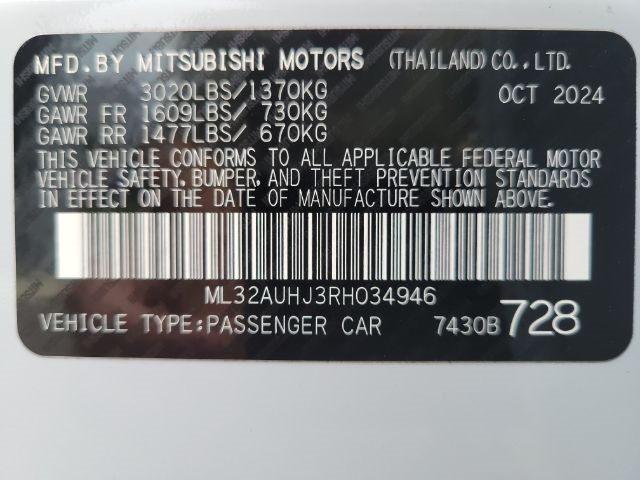 MFD.BY MITSUBISHI MOTORS (THAILAND)CO.,LTD.
GVWR 3020LBS/1370KG OCT 2024
GAWR FR 1609LBS/ 730KG
GAWR RR 1477LBS/ 670KG
THIS VEHICLE CONFORMS TO ALL APPLICABLE FEDERAL MOTOR
VEHICLE SAFETY, BUMPER, AND THEFT PREVENTION STANDARDS
IN EFFECT ON THE DATE OF MANUFACTURE SHOWN ABOVE.
ML32AUHJ3RH034946
VEHICLE TYPE:PASSENGER CAR 7430B 728